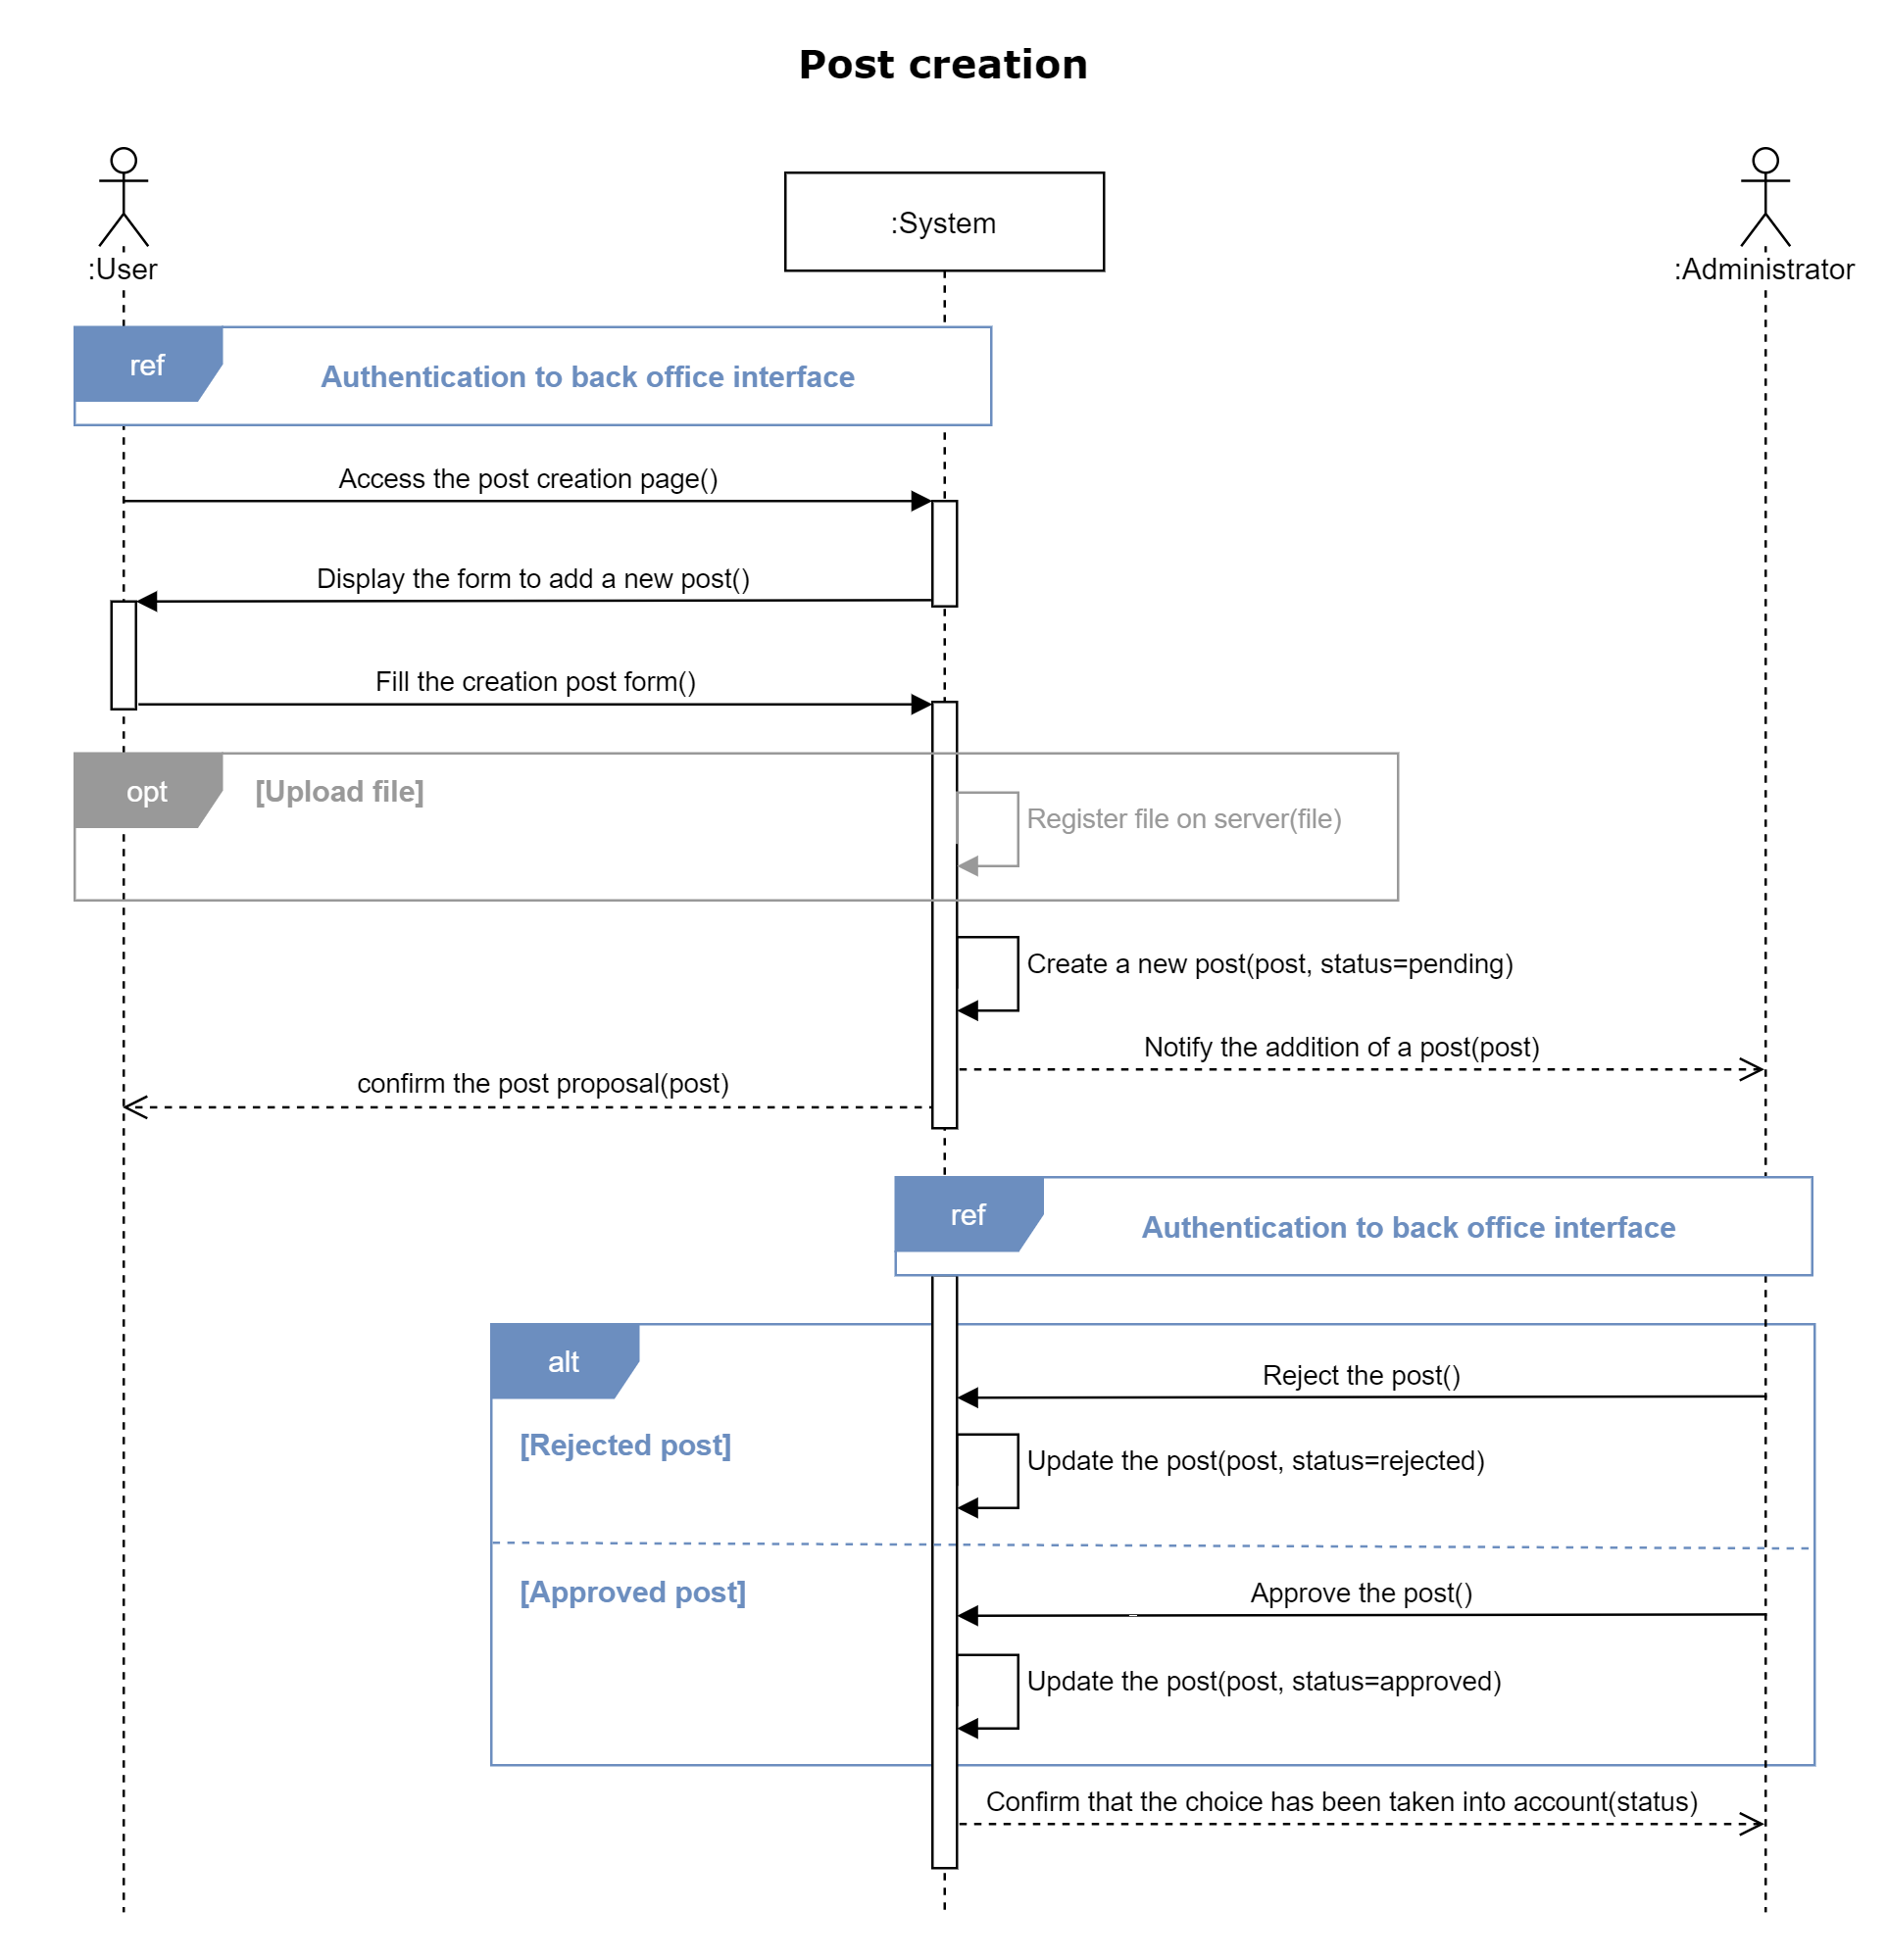 Post creation
:User
:System
:Administrator
ref
Authentication to back office interface
Access the post creation page()
Display the form to add a new post()
Fill the creation post form()
opt
[Upload file]
Register file on server(file)
Create a new post(post, status=pending)
Notify the addition of a post(post)
confirm the post proposal(post)
ref
Authentication to back office interface
alt
Reject the post()
[Rejected post]
Update the post(post, status=rejected)
[Approved post]
Approve the post()
Update the post(post, status=approved)
Confirm that the choice has been taken into account(status)